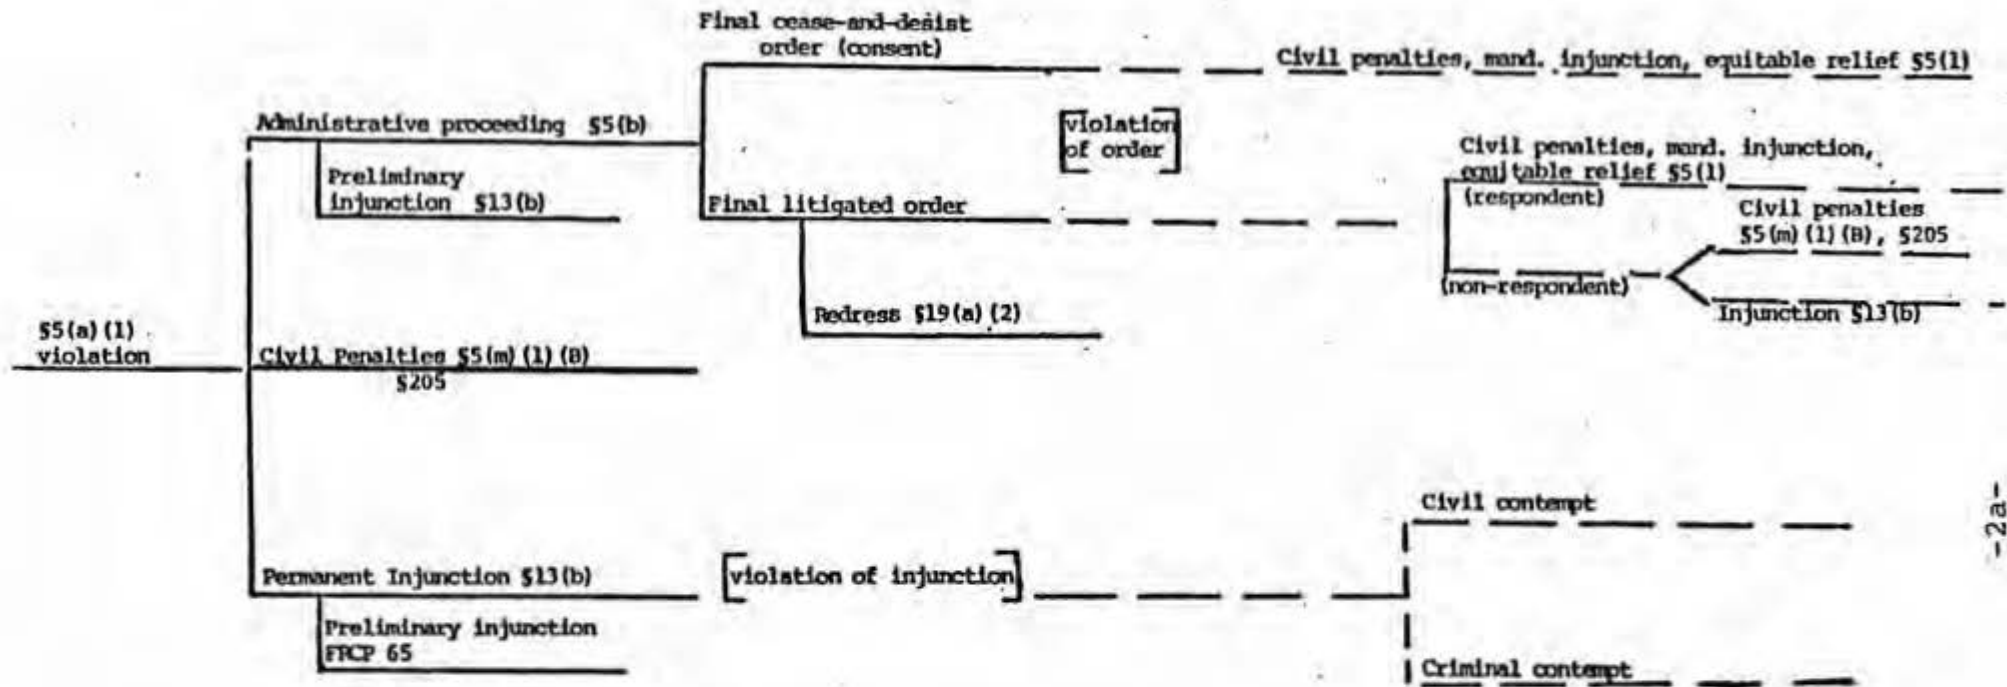 Final cease-and-desist
order (consent)
Civil penalties, mand. injunction, equitable relief §5(l)
Administrative proceeding §5(b)
Preliminary
injunction §13(b)
[violation
of order]
Civil penalties, mand. injunction,
equitable relief §5(l)
(respondent)
Civil penalties
§5(m)(1)(B), §205
Final litigated order
(non-respondent)
Injunction §13(b)
Redress §19(a)(2)
§5(a)(1)
violation
Civil Penalties §5(m)(1)(B)
§205
Civil contempt
Permanent Injunction §13(b)
[violation of injunction]
Preliminary injunction
FRCP 65
Criminal contempt
-2a-